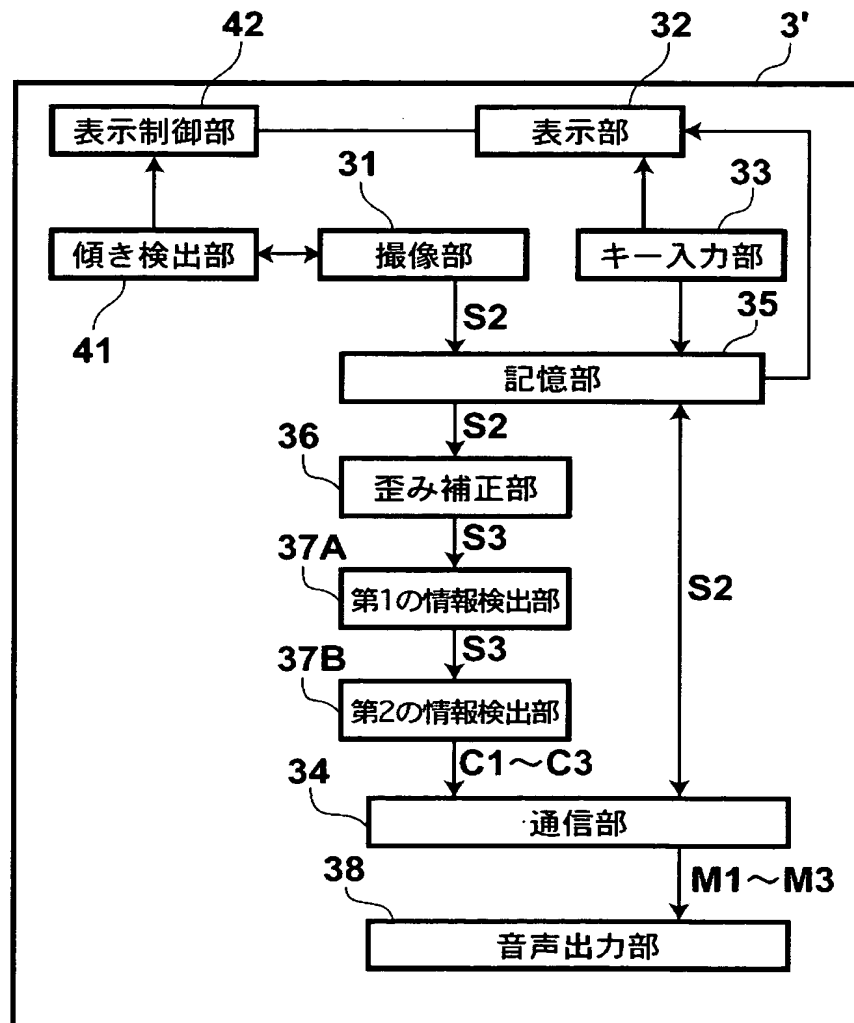 42
32
3'
表示制御部
表示部
31
33
傾き検出部
撮像部
キー入力部
41
S2
35
記憶部
S2
36
歪み補正部
S3
37A
第1の情報検出部
S2
S3
37B
第2の情報検出部
C1〜C3
34
通信部
M1〜M3
38
音声出力部